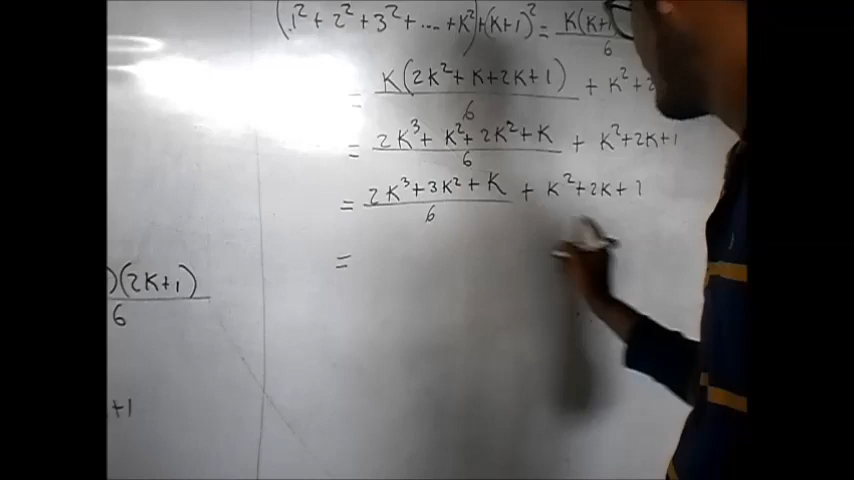 (1² + 2² + 3² + .... + K²) + (K+1)² = K(K+1 / 6
= K(2K² + K + 2K + 1) / 6 + K² + 2
= 2K³ + K² + 2K² + K / 6 + K² + 2K + 1
= 2K³ + 3K² + K / 6 + K² + 2K + 1
=
)(2K+1) / 6
+1